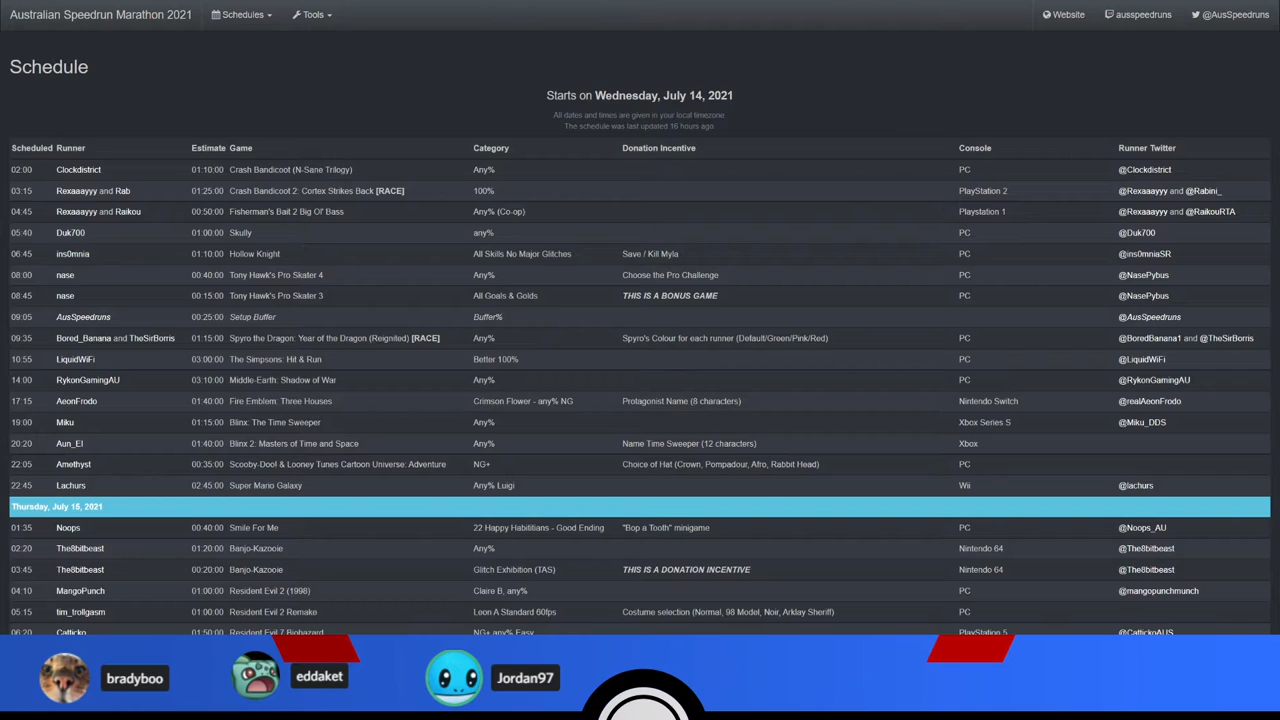 Australian Speedrun Marathon 2021 Schedules Tools Website ausspeedruns @AusSpeedruns
Schedule
Starts on Wednesday, July 14, 2021
All dates and times are given in your local timezone
The schedule was last updated 16 hours ago.
Scheduled Runner Estimate Game Category Donation Incentive Console Runner Twitter
02:00 Clockdistrict 01:10:00 Crash Bandicoot (N-Sane Trilogy) Any% PC @Clockdistrict
03:15 Rexaaayyy and Rab 01:25:00 Crash Bandicoot 2: Cortex Strikes Back [RACE] 100% PlayStation 2 @Rexaaayyy and @Rabini_
04:45 Rexaaayyy and Raikou 00:50:00 Fisherman's Bait 2 Big Ol' Bass Any% (Co-op) Playstation 1 @Rexaaayyy and @RaikouRTA
05:40 Duk700 01:00:00 Skully any% PC @Duk700
06:45 ins0mnia 01:10:00 Hollow Knight All Skills No Major Glitches Save / Kill Myla PC @ins0mniaSR
08:00 nase 00:40:00 Tony Hawk's Pro Skater 4 Any% Choose the Pro Challenge PC @NasePybus
08:45 nase 00:15:00 Tony Hawk's Pro Skater 3 All Goals & Golds THIS IS A BONUS GAME PC @NasePybus
09:05 AusSpeedruns 00:25:00 Setup Buffer Buffer% @AusSpeedruns
09:35 Bored_Banana and TheSirBorris 01:15:00 Spyro the Dragon: Year of the Dragon (Reignited) [RACE] Any% Spyro's Colour for each runner (Default/Green/Pink/Red) PC @BoredBanana1 and @TheSirBorris
10:55 LiquidWiFi 03:00:00 The Simpsons: Hit & Run Better 100% PC @LiquidWiFi
14:00 RykonGamingAU 03:10:00 Middle-Earth: Shadow of War Any% PC @RykonGamingAU
17:15 AeonFrodo 01:40:00 Fire Emblem: Three Houses Crimson Flower - any% NG Protagonist Name (8 characters) Nintendo Switch @realAeonFrodo
19:00 Miku 01:15:00 Blinx: The Time Sweeper Any% Xbox Series S @Miku_DDS
20:20 Aun_El 01:40:00 Blinx 2: Masters of Time and Space Any% Name Time Sweeper (12 characters) Xbox
22:05 Amethyst 00:35:00 Scooby-Doo! & Looney Tunes Cartoon Universe: Adventure NG+ Choice of Hat (Crown, Pompadour, Afro, Rabbit Head) PC
22:45 Lachurs 02:45:00 Super Mario Galaxy Any% Luigi Wii @lachurs
Thursday, July 15, 2021
01:35 Noops 00:40:00 Smile For Me 22 Happy Habititians - Good Ending "Bop a Tooth" minigame PC @Noops_AU
02:20 The8bitbeast 01:20:00 Banjo-Kazooie Any% Nintendo 64 @The8bitbeast
03:45 The8bitbeast 00:20:00 Banjo-Kazooie Glitch Exhibition (TAS) THIS IS A DONATION INCENTIVE Nintendo 64 @The8bitbeast
04:10 MangoPunch 01:00:00 Resident Evil 2 (1998) Claire B, any% PC @mangopunchmunch
05:15 tim_trollgasm 01:00:00 Resident Evil 2 Remake Leon A Standard 60fps Costume selection (Normal, 98 Model, Noir, Arklay Sheriff) PC
06:20 Catticko 01:50:00 Resident Evil 7 Biohazard NG+ any% Easy PlayStation 5 @CattickoAUS
bradyboo eddaket Jordan97